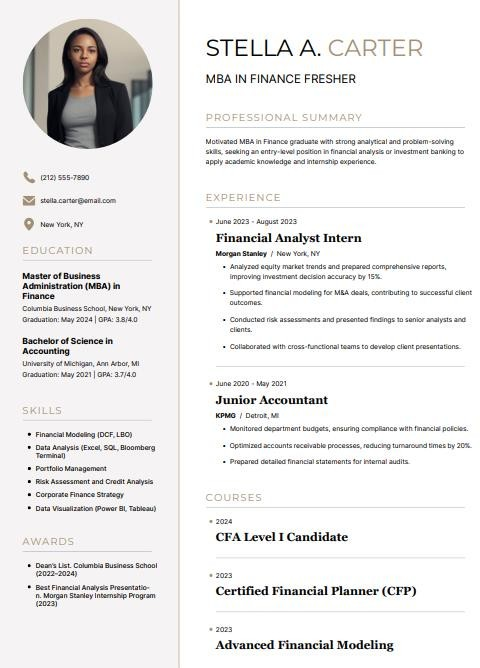 STELLA A. CARTER
MBA IN FINANCE FRESHER
(212) 555-7890
stella.carter@email.com
New York, NY
EDUCATION
Master of Business
Administration (MBA) in
Finance
Columbia Business School, New York, NY
Graduation: May 2024 | GPA: 3.8/4.0
Bachelor of Science in
Accounting
University of Michigan, Ann Arbor, MI
Graduation: May 2021 | GPA: 3.7/4.0
SKILLS
• Financial Modeling (DCF, LBO)
• Data Analysis (Excel, SQL, Bloomberg
Terminal)
• Portfolio Management
• Risk Assessment and Credit Analysis
• Corporate Finance Strategy
• Data Visualization (Power BI, Tableau)
AWARDS
• Dean's List. Columbia Business School
(2022–2024)
• Best Financial Analysis Presentatio-
n. Morgan Stanley Internship Program
(2023)
PROFESSIONAL SUMMARY
Motivated MBA in Finance graduate with strong analytical and problem-solving
skills, seeking an entry-level position in financial analysis or investment banking to
apply academic knowledge and internship experience.
EXPERIENCE
June 2023 - August 2023
Financial Analyst Intern
Morgan Stanley / New York, NY
• Analyzed equity market trends and prepared comprehensive reports,
improving investment decision accuracy by 15%.
• Supported financial modeling for M&A deals, contributing to successful client
outcomes.
• Conducted risk assessments and presented findings to senior analysts and
clients.
• Collaborated with cross-functional teams to develop client presentations.
June 2020 - May 2021
Junior Accountant
KPMG / Detroit, MI
• Monitored department budgets, ensuring compliance with financial policies.
• Optimized accounts receivable processes, reducing turnaround times by 20%.
• Prepared detailed financial statements for internal audits.
COURSES
2024
CFA Level I Candidate
2023
Certified Financial Planner (CFP)
2023
Advanced Financial Modeling